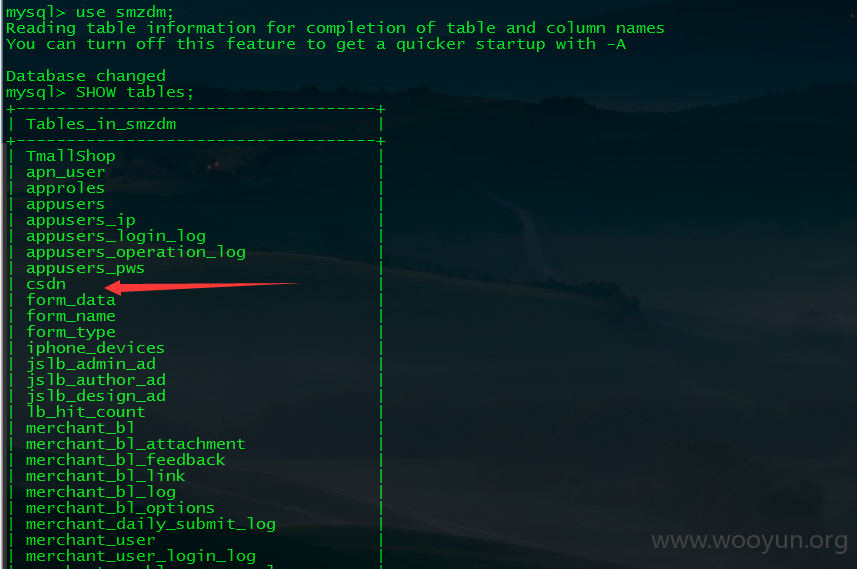 mysql> use smzdm;
Reading table information for completion of table and column names
You can turn off this feature to get a quicker startup with -A
Database changed
mysql> SHOW tables;
+------------------------------------+
| Tables_in_smzdm |
+------------------------------------+
| TmallShop |
| apn_user |
| approles |
| appusers |
| appusers_ip |
| appusers_login_log |
| appusers_operation_log |
| appusers_pws |
| csdn |
| form_data |
| form_name |
| form_type |
| iphone_devices |
| jslb_admin_ad |
| jslb_author_ad |
| jslb_design_ad |
| lb_hit_count |
| merchant_bl |
| merchant_bl_attachment |
| merchant_bl_feedback |
| merchant_bl_link |
| merchant_bl_log |
| merchant_bl_options |
| merchant_daily_submit_log |
| merchant_user |
| merchant_user_login_log |
www.wooyun.org